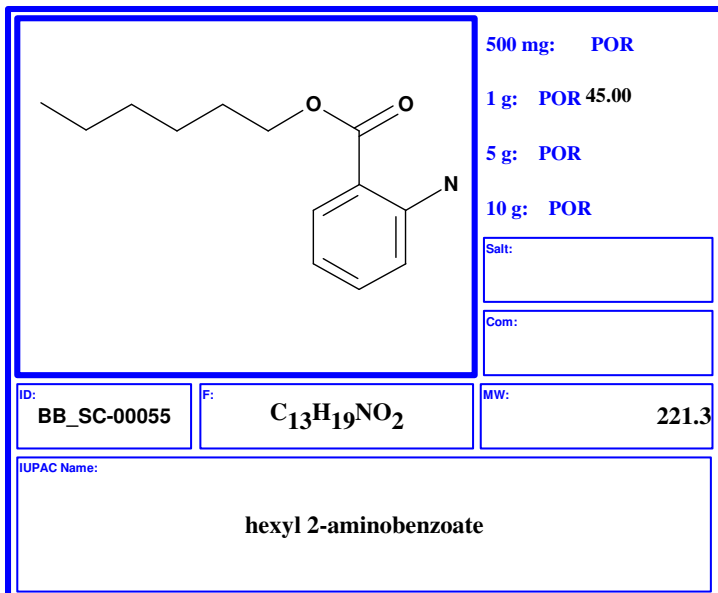 O O
N
500 mg: POR
1 g: POR 45.00
5 g: POR
10 g: POR
Salt:
Com:
ID:
BB_SC-00055
F:
C13H19NO2
MW:
221.3
IUPAC Name:
hexyl 2-aminobenzoate